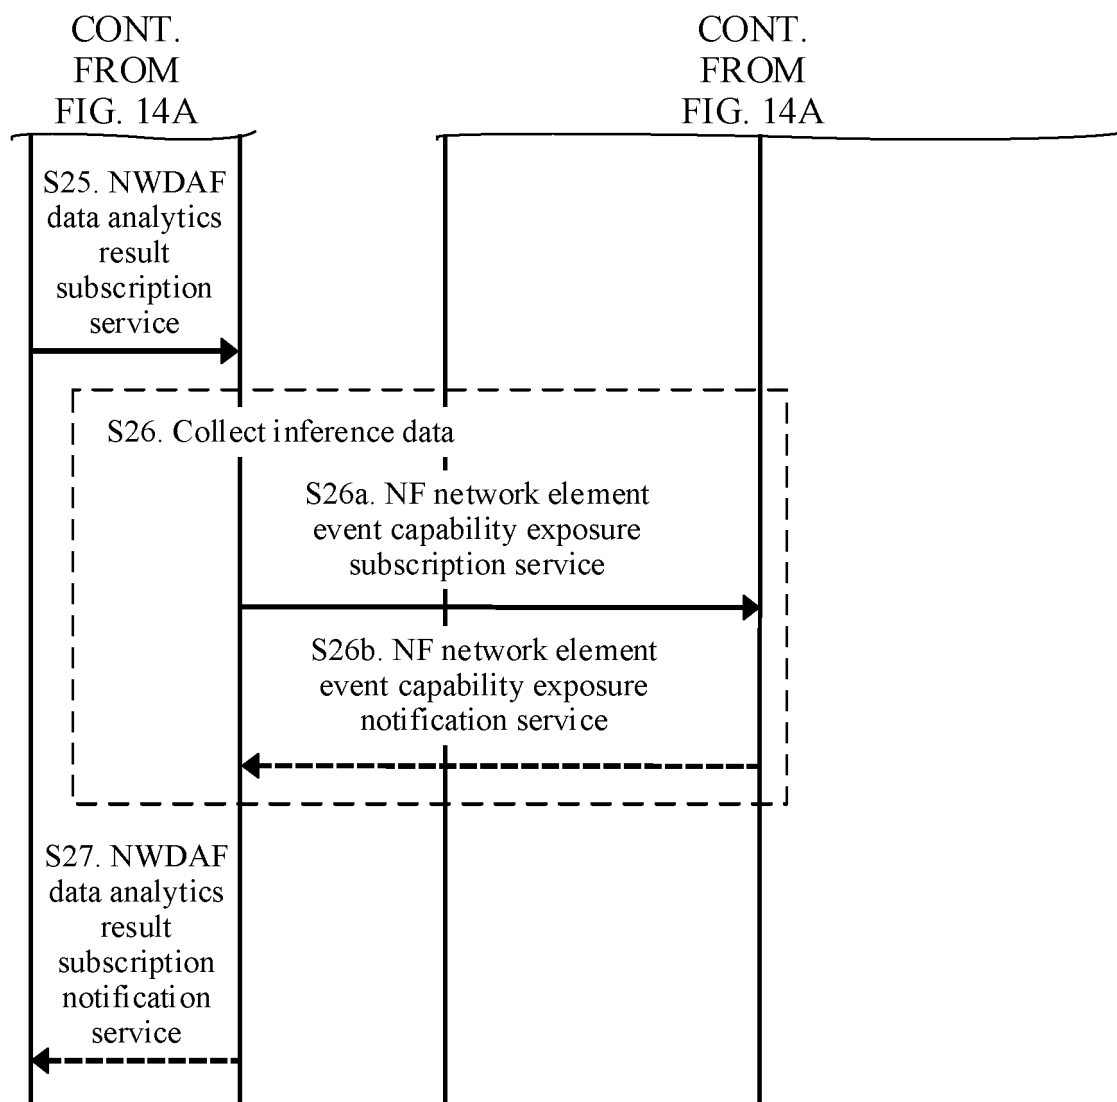 CONT.
FROM
FIG. 14A
CONT.
FROM
FIG. 14A
S25. NWDAF
data analytics
result
subscription
service
S26. Collect inference data
S26a. NF network element
event capability exposure
subscription service
S26b. NF network element
event capability exposure
notification service
S27. NWDAF
data analytics
result
subscription
notification
service